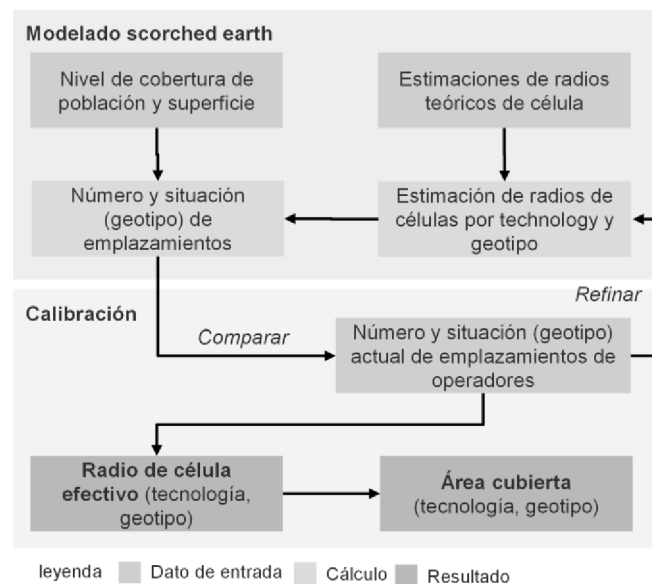 Modelado scorched earth
Nivel de cobertura de
población y superficie
Estimaciones de radios
teóricos de célula
Número y situación
(geotipo) de
emplazamientos
Estimación de radios de
células por technology y
geotipo
Refinar
Calibración
Comparar
Número y situación (geotipo)
actual de emplazamientos de
operadores
Radio de célula
efectivo (tecnología,
geotipo)
Área cubierta
(tecnología, geotipo)
leyenda Dato de entrada Cálculo Resultado